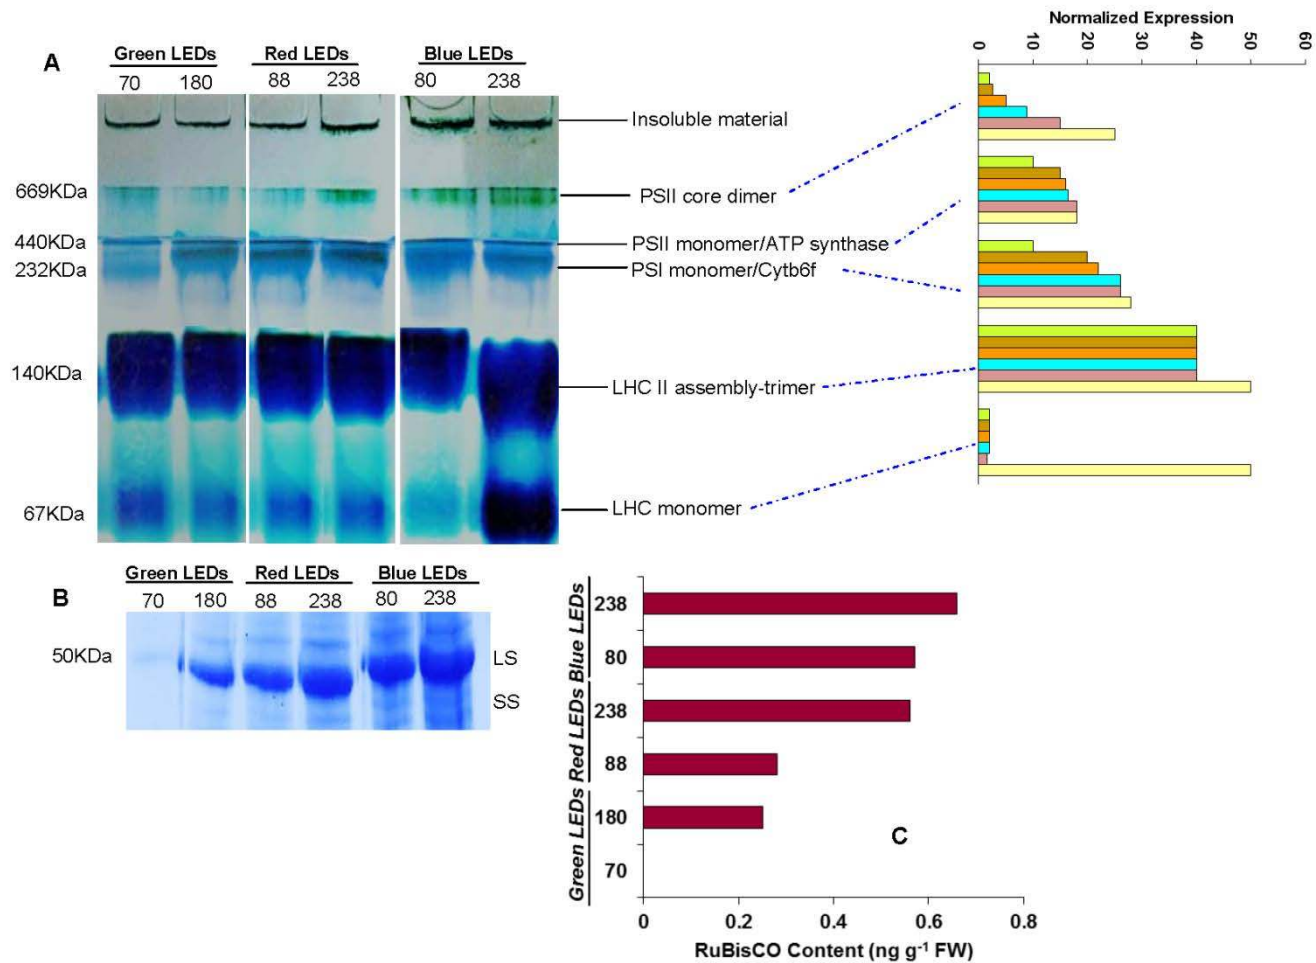 A
Green LEDs Red LEDs Blue LEDs
70 180 88 238 80 238
669KDa
440KDa
232KDa
140KDa
67KDa
Insoluble material
PSII core dimer
PSII monomer/ATP synthase
PSI monomer/Cytb6f
LHC II assembly-trimer
LHC monomer
Normalized Expression
0 10 20 30 40 50 60
B
Green LEDs Red LEDs Blue LEDs
70 180 88 238 80 238
50KDa
LS
SS
Blue LEDs
238
80
Red LEDs
238
88
Green LEDs
180
70
C
0 0.2 0.4 0.6 0.8
RuBisCO Content (ng g⁻¹ FW)